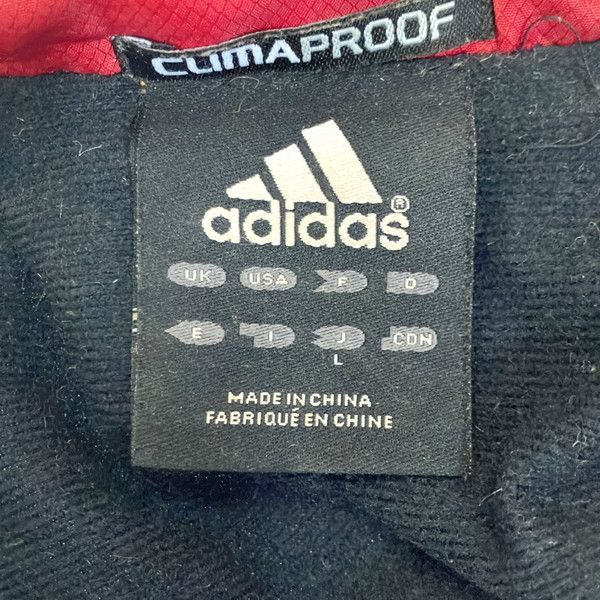 CLIMAPROOF
adidas®
UK USA F D
E I J CDN
L
MADE IN CHINA
FABRIQUÉ EN CHINE